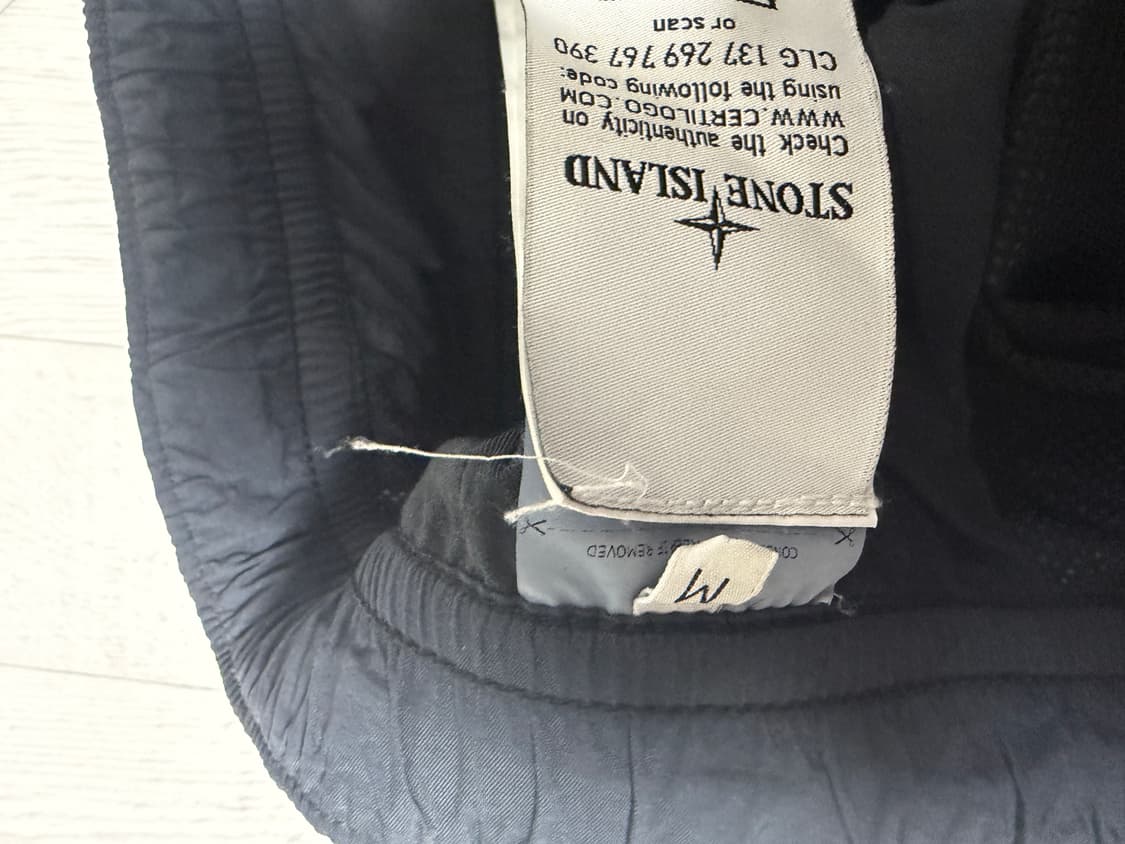 STONE ISLAND
Check the authenticity on
WWW.CERTILOGO.COM
using the following code:
CLG 137 269 767 390
or scan
M
REMOVED